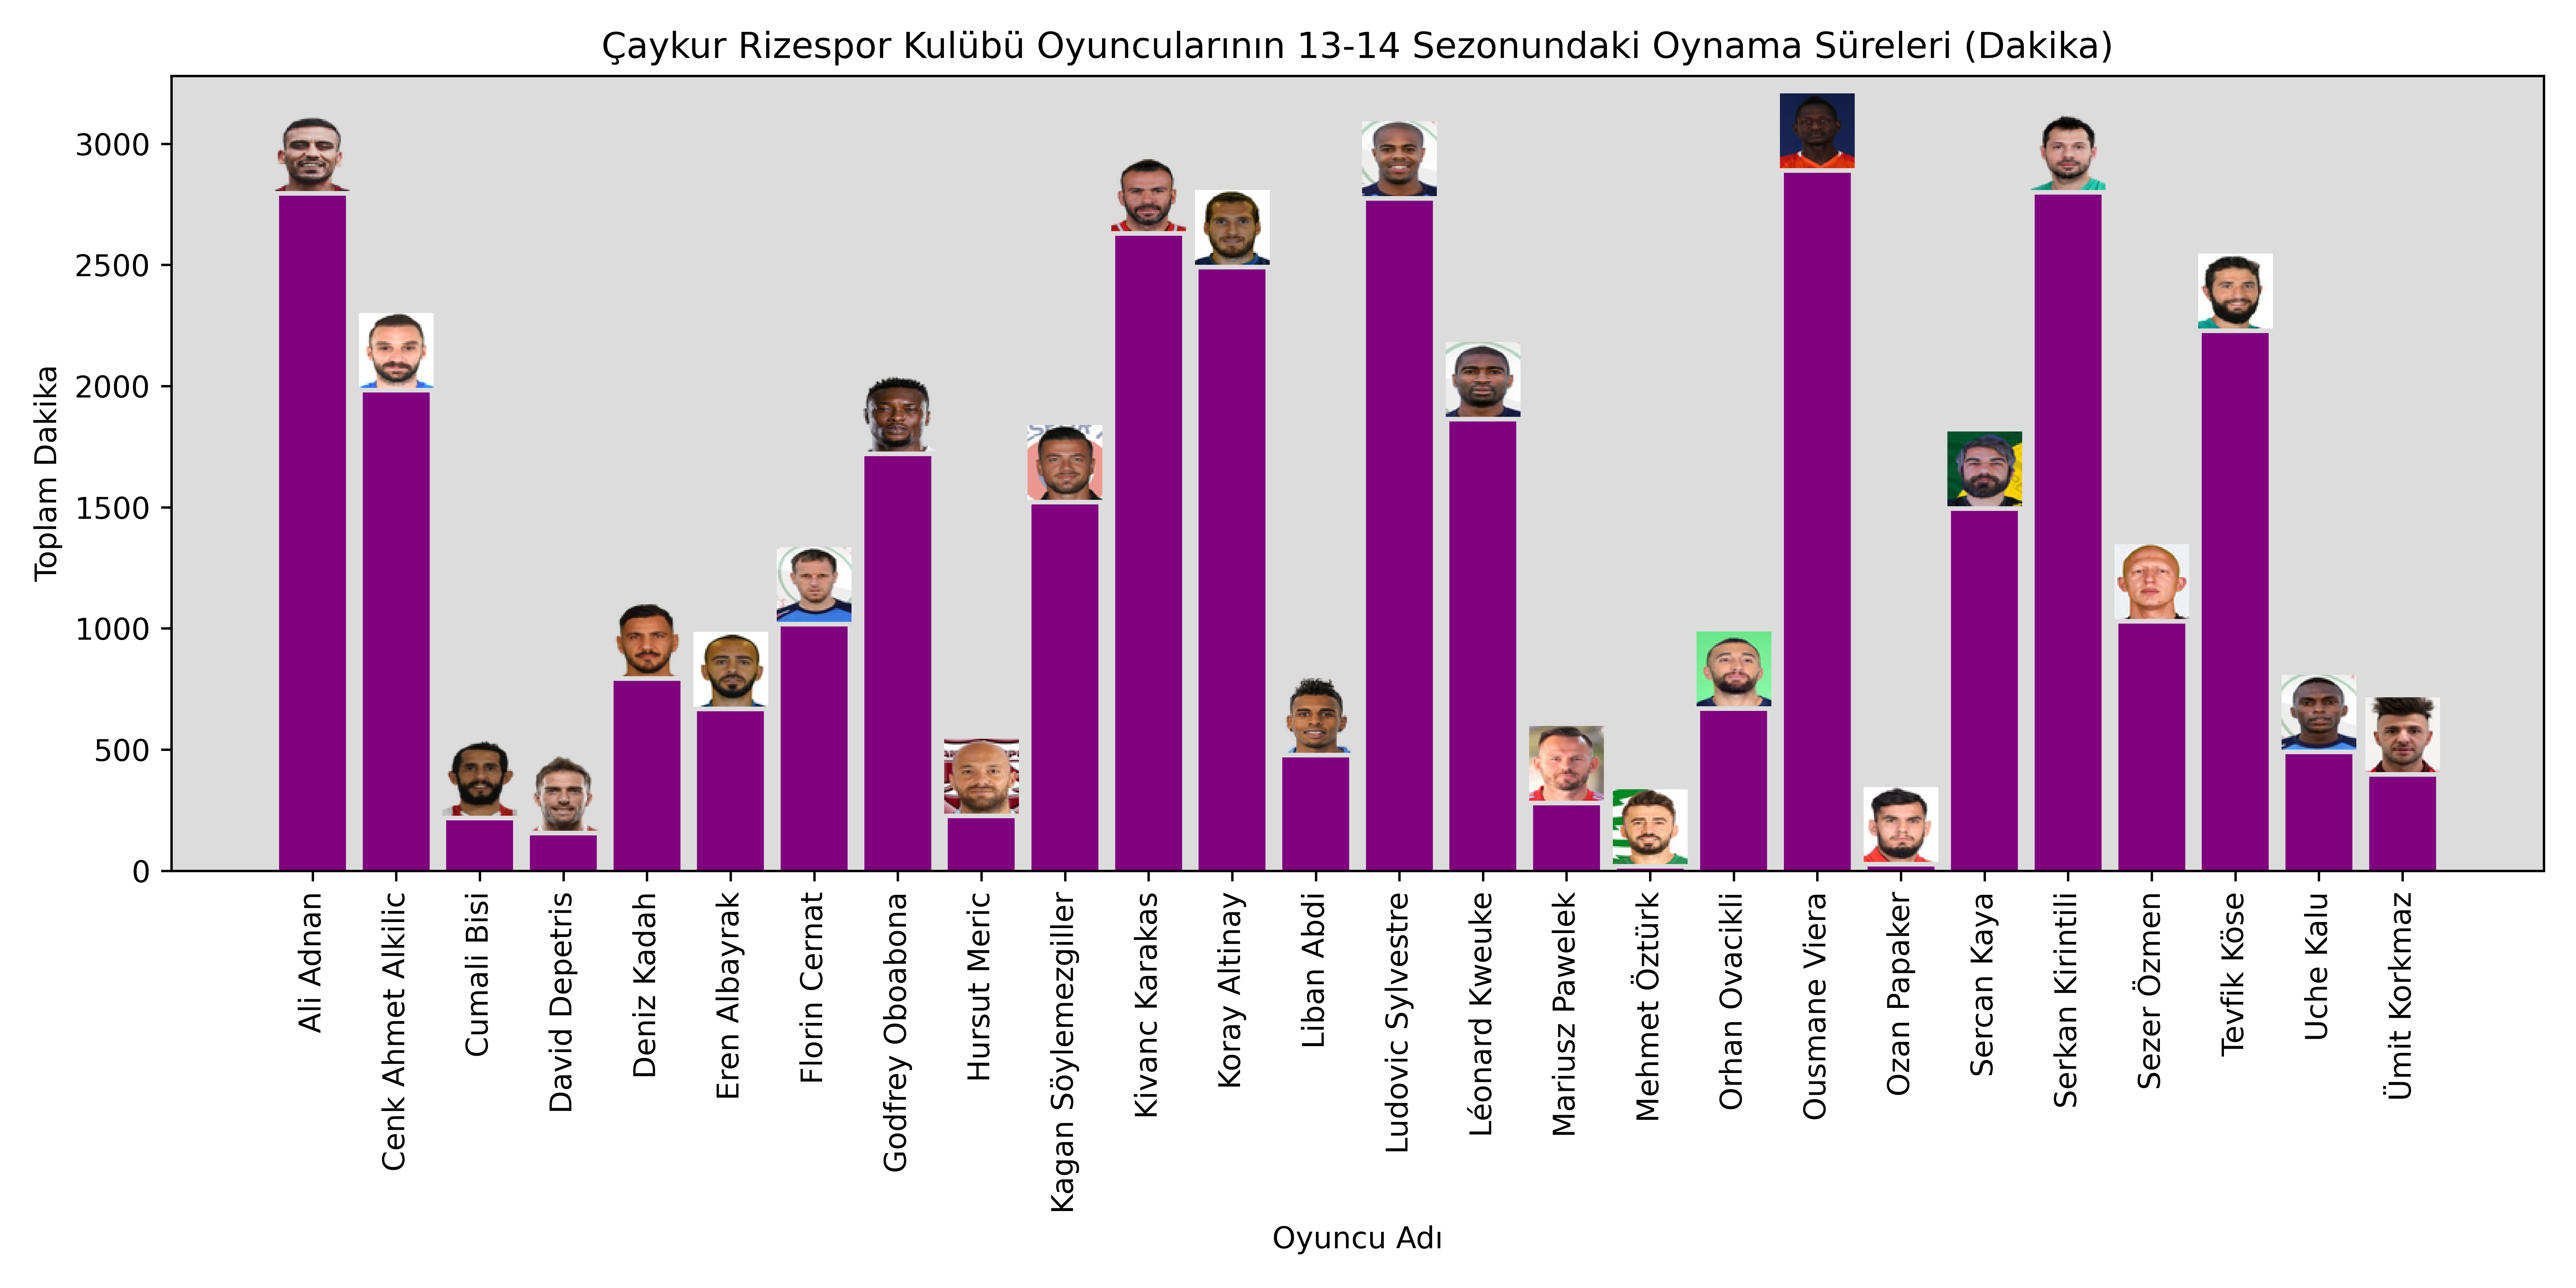 Çaykur Rizespor Kulübü Oyuncularının 13-14 Sezonundaki Oynama Süreleri (Dakika)
Toplam Dakika
3000
2500
2000
1500
1000
500
0
Ali Adnan
Cenk Ahmet Alkilic
Cumali Bisi
David Depetris
Deniz Kadah
Eren Albayrak
Florin Cernat
Godfrey Oboabona
Hursut Meric
Kagan Söylemezgiller
Kivanc Karakas
Koray Altinay
Liban Abdi
Ludovic Sylvestre
Léonard Kweuke
Mariusz Pawelek
Mehmet Öztürk
Orhan Ovacikli
Ousmane Viera
Ozan Papaker
Sercan Kaya
Serkan Kirintili
Sezer Özmen
Tevfik Köse
Uche Kalu
Ümit Korkmaz
Oyuncu Adı